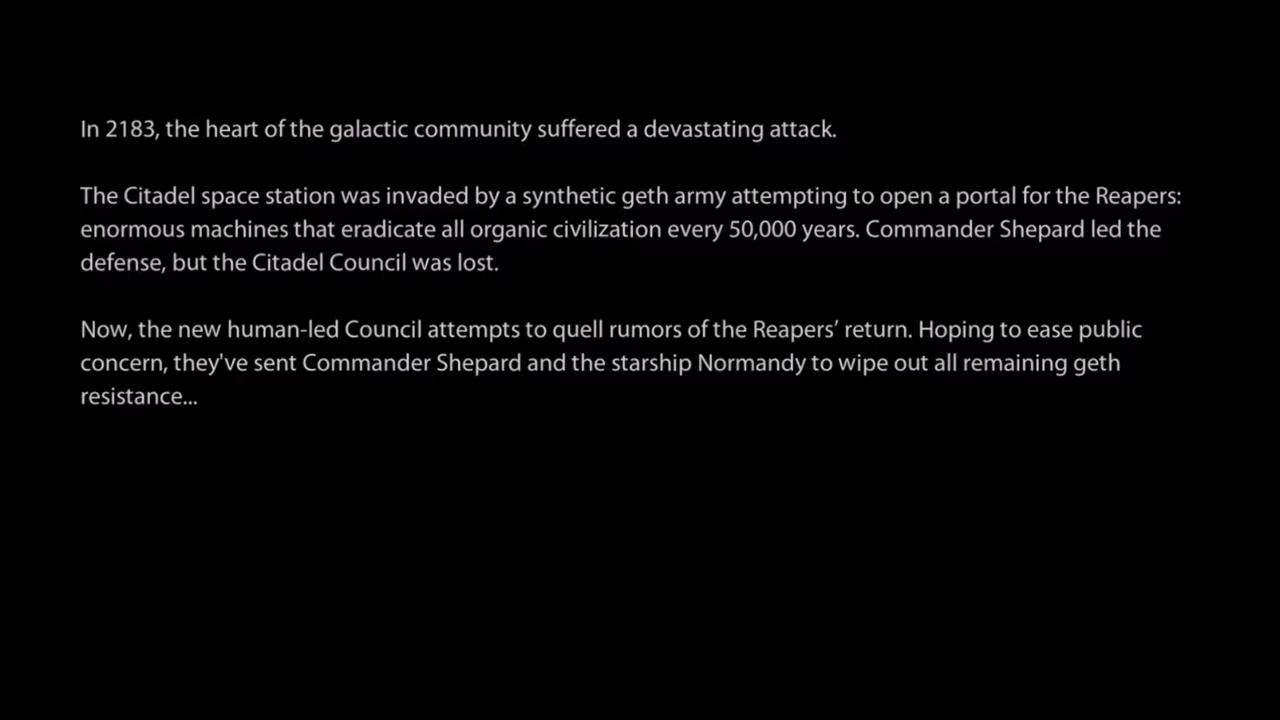 In 2183, the heart of the galactic community suffered a devastating attack.
The Citadel space station was invaded by a synthetic geth army attempting to open a portal for the Reapers:
enormous machines that eradicate all organic civilization every 50,000 years. Commander Shepard led the
defense, but the Citadel Council was lost.
Now, the new human-led Council attempts to quell rumors of the Reapers’ return. Hoping to ease public
concern, they've sent Commander Shepard and the starship Normandy to wipe out all remaining geth
resistance...